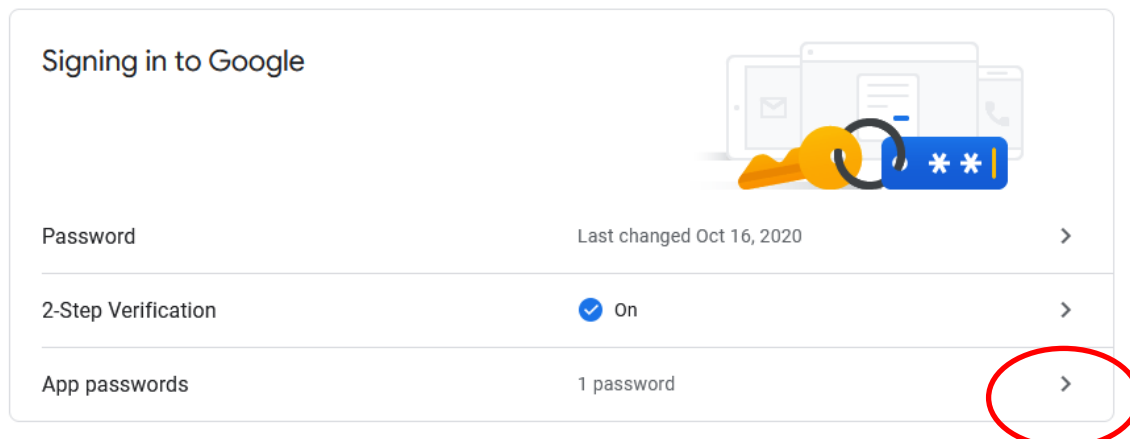 Signing in to Google
* *
Password Last changed Oct 16, 2020
2-Step Verification On
App passwords 1 password